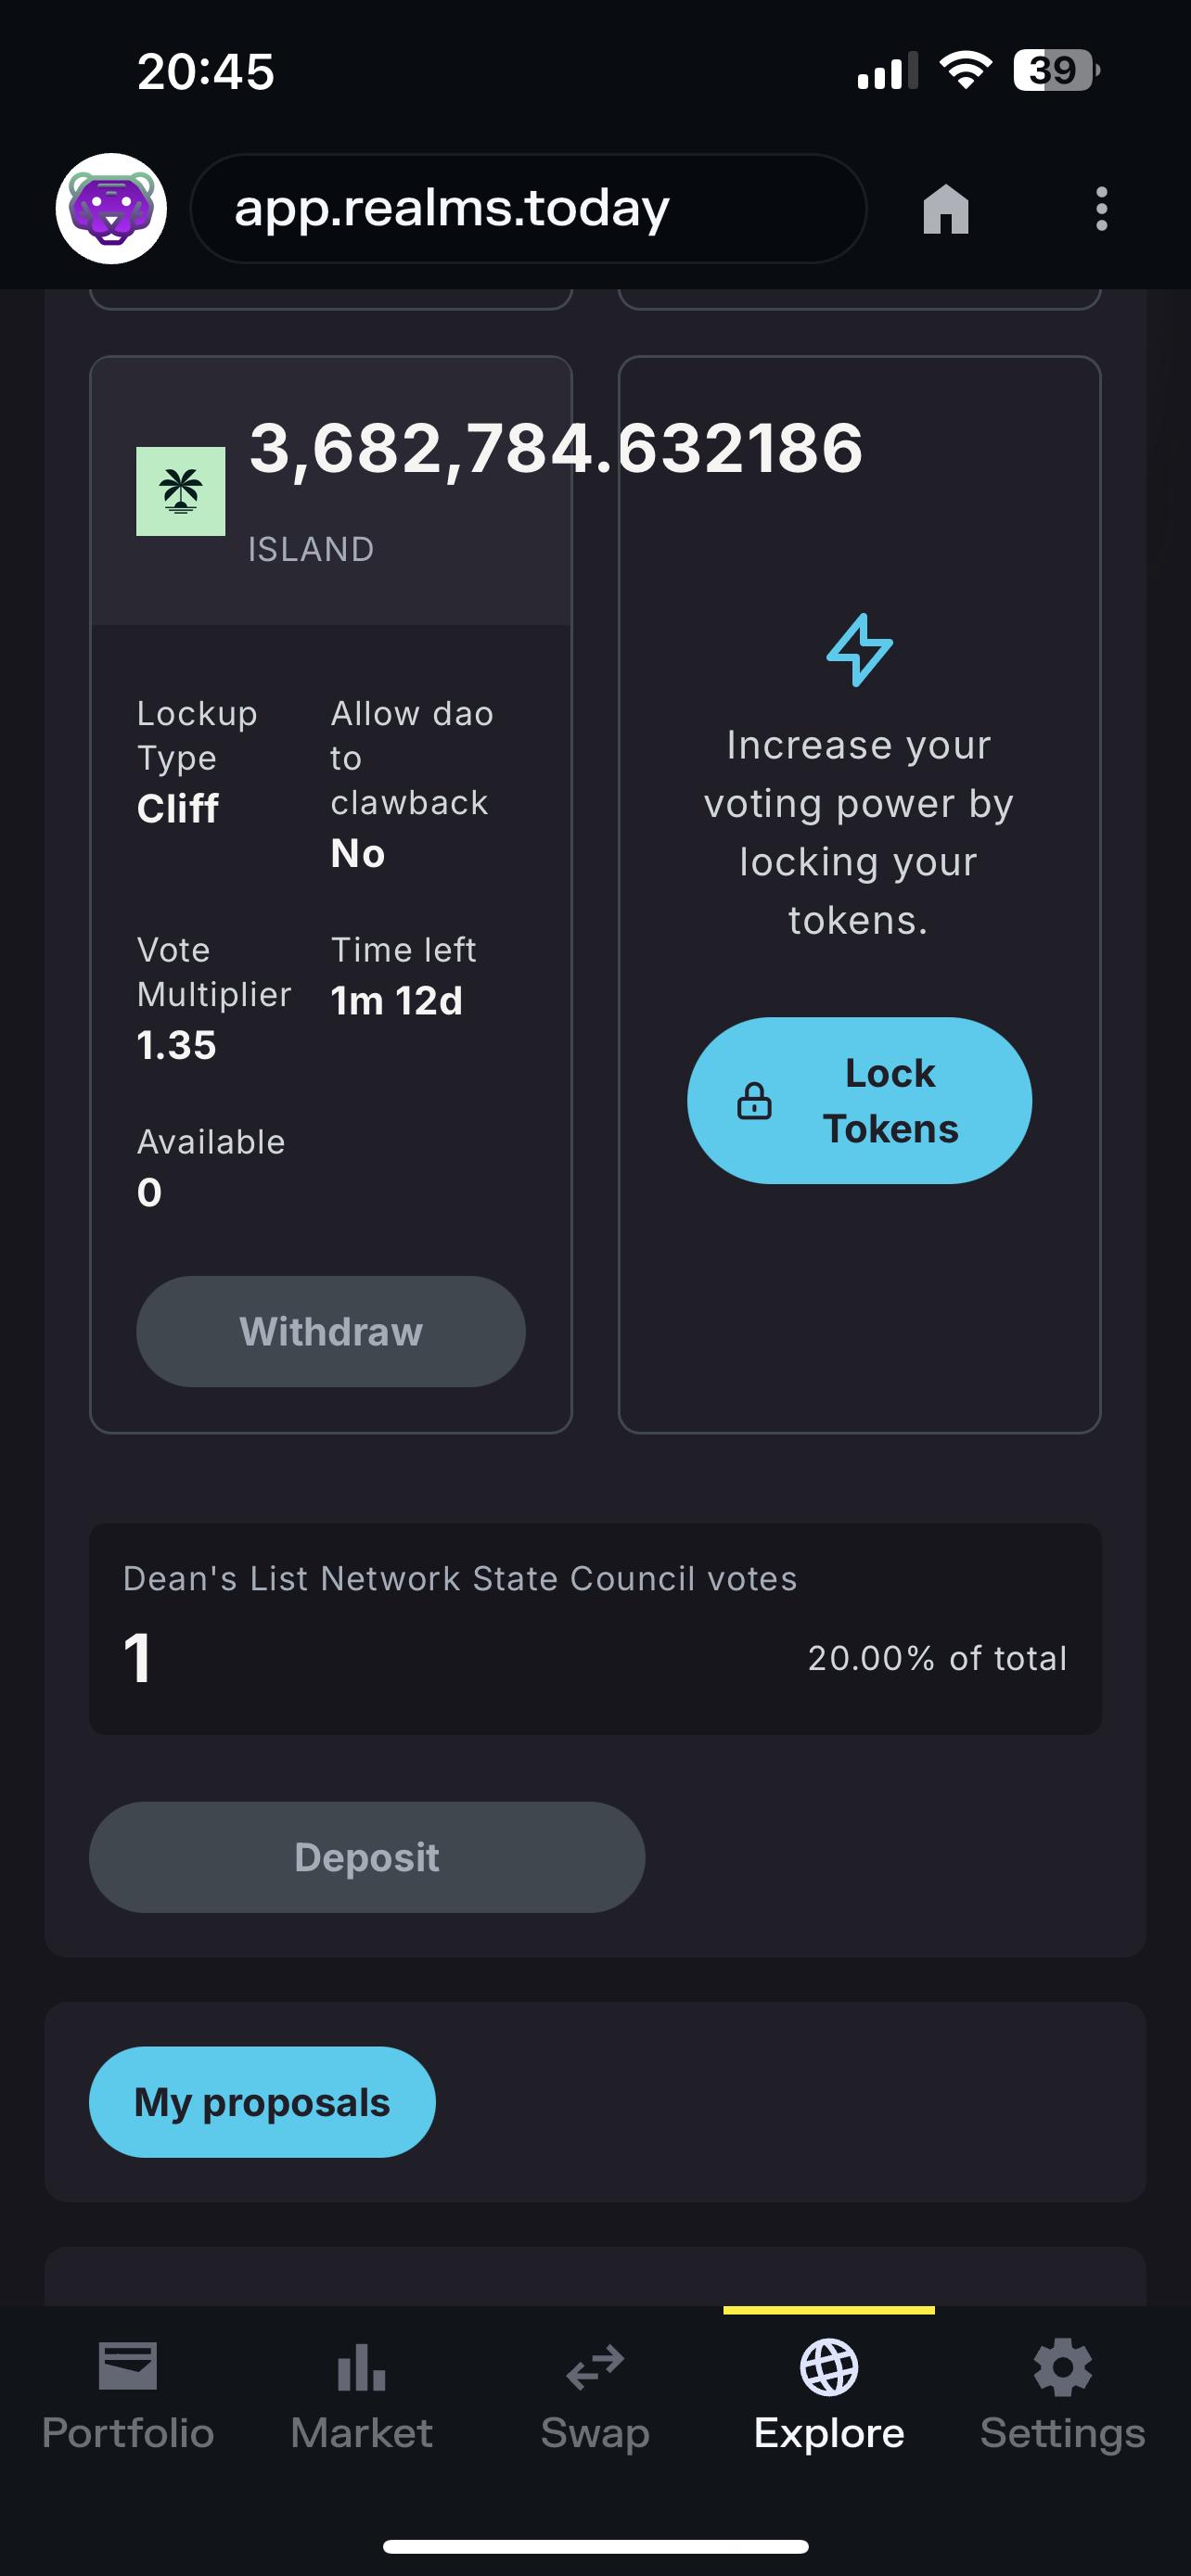 20:45
39
app.realms.today
3,682,784.632186
ISLAND
Lockup
Type
Cliff
Allow dao
to
clawback
No
Vote
Multiplier
1.35
Time left
1m 12d
Available
0
Withdraw
Increase your
voting power by
locking your
tokens.
Lock
Tokens
Dean's List Network State Council votes
1
20.00% of total
Deposit
My proposals
Portfolio
Market
Swap
Explore
Settings